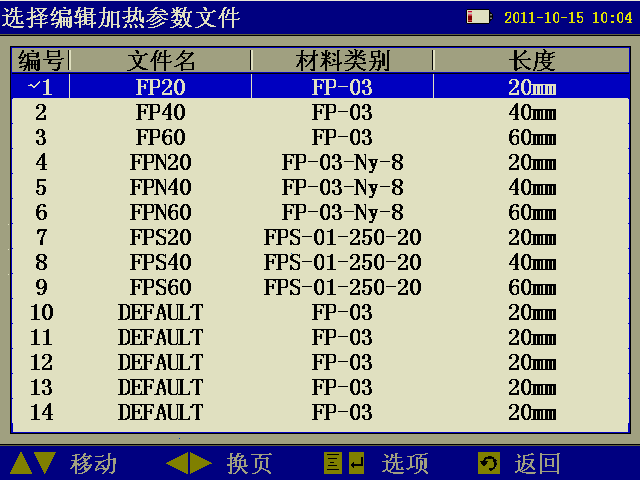 选择编辑加热参数文件 2011-10-15 10:04
编号 文件名 材料类别 长度
✓1 FP20 FP-03 20mm
2 FP40 FP-03 40mm
3 FP60 FP-03 60mm
4 FPN20 FP-03-Ny-8 20mm
5 FPN40 FP-03-Ny-8 40mm
6 FPN60 FP-03-Ny-8 60mm
7 FPS20 FPS-01-250-20 20mm
8 FPS40 FPS-01-250-20 40mm
9 FPS60 FPS-01-250-20 60mm
10 DEFAULT FP-03 20mm
11 DEFAULT FP-03 20mm
12 DEFAULT FP-03 20mm
13 DEFAULT FP-03 20mm
14 DEFAULT FP-03 20mm
▲▼ 移动 ◀▶ 换页 选项 返回